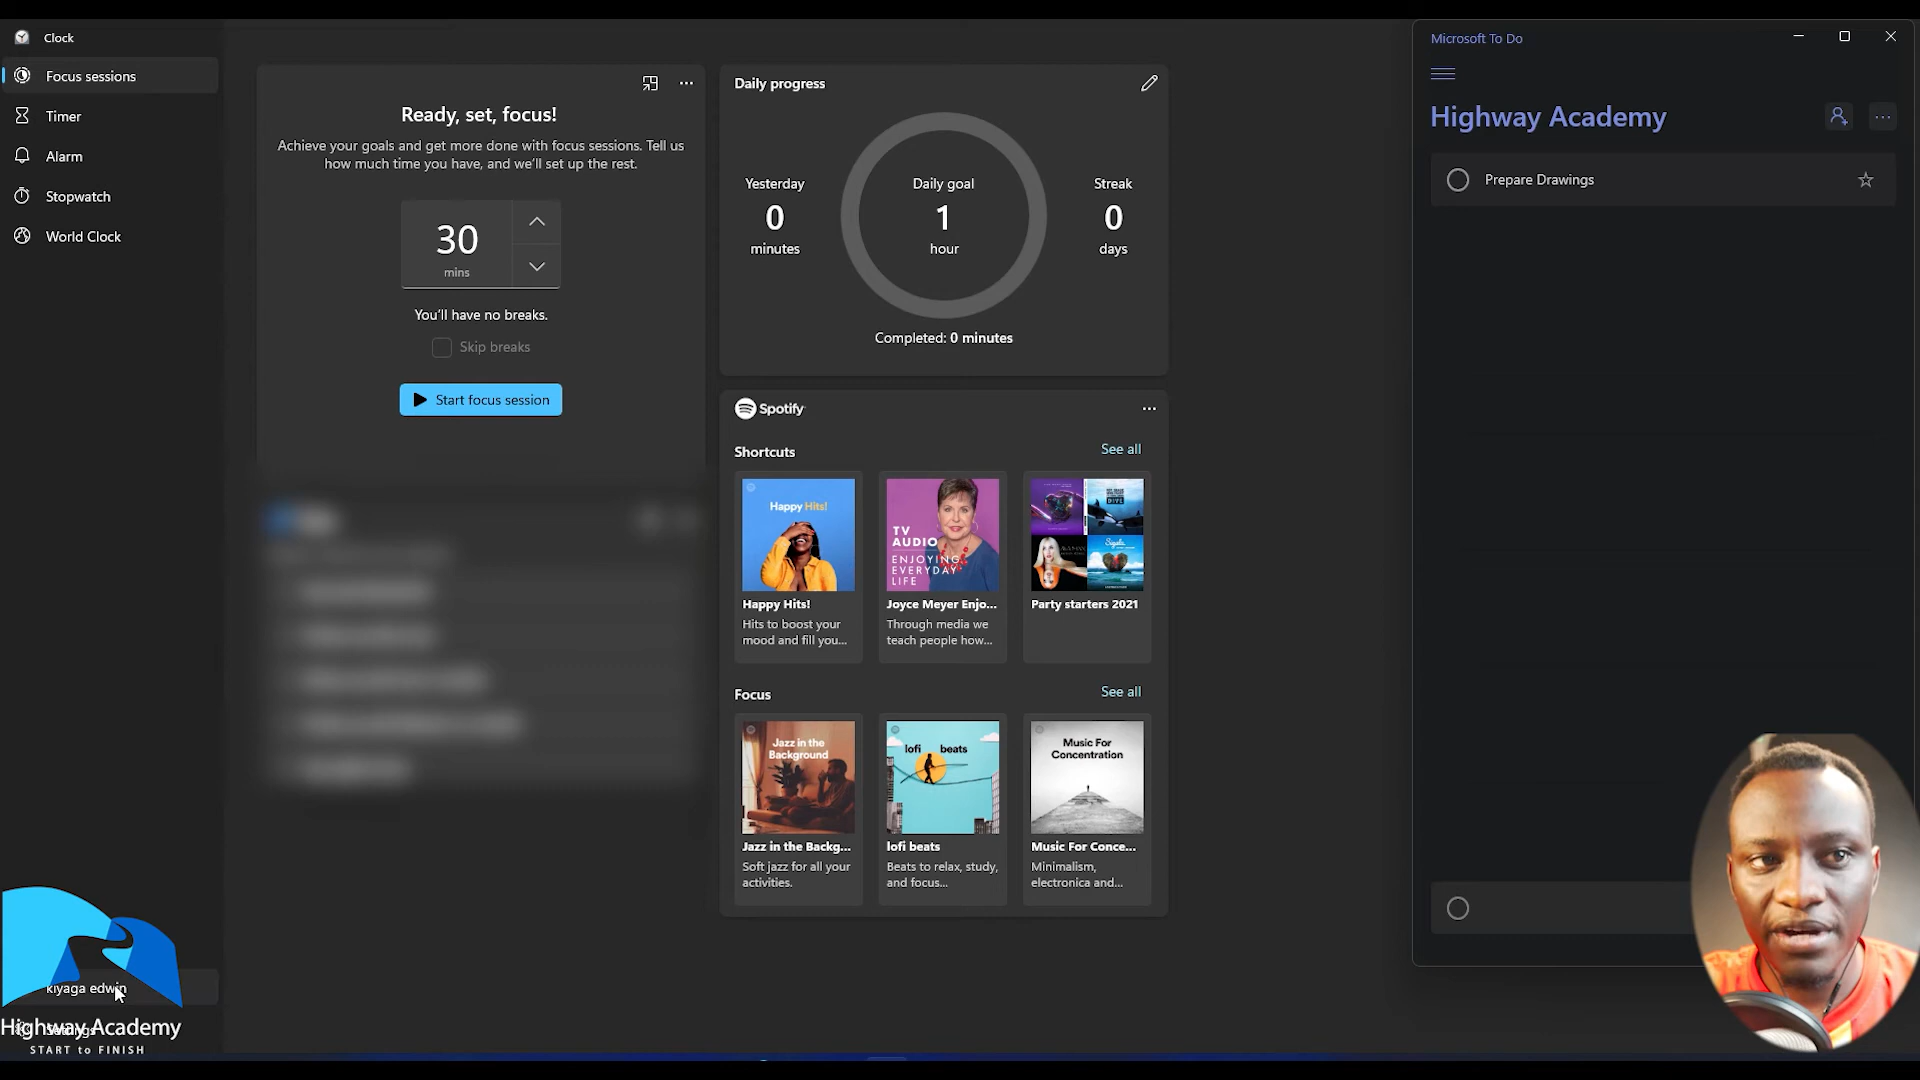 Clock
Focus sessions
Timer
Alarm
Stopwatch
World Clock
kiyaga edwin
Highway Academy
START to FINISH
Ready, set, focus!
Achieve your goals and get more done with focus sessions. Tell us
how much time you have, and we'll set up the rest.
30
mins
You'll have no breaks.
Skip breaks
Start focus session
Daily progress
Yesterday
0
minutes
Daily goal
1
hour
Streak
0
days
Completed: 0 minutes
Spotify
Shortcuts
See all
Happy Hits!
TV
AUDIO
ENJOYING
EVERYDAY
LIFE
Happy Hits!
Hits to boost your
mood and fill you...
Joyce Meyer Enjo...
Through media we
teach people how...
Party starters 2021
Focus
See all
Jazz in the
Background
lofi beats
Music For
Concentration
Jazz in the Backg...
Soft jazz for all your
activities.
lofi beats
Beats to relax, study,
and focus...
Music For Conce...
Minimalism,
electronica and...
Microsoft To Do
Highway Academy
Prepare Drawings